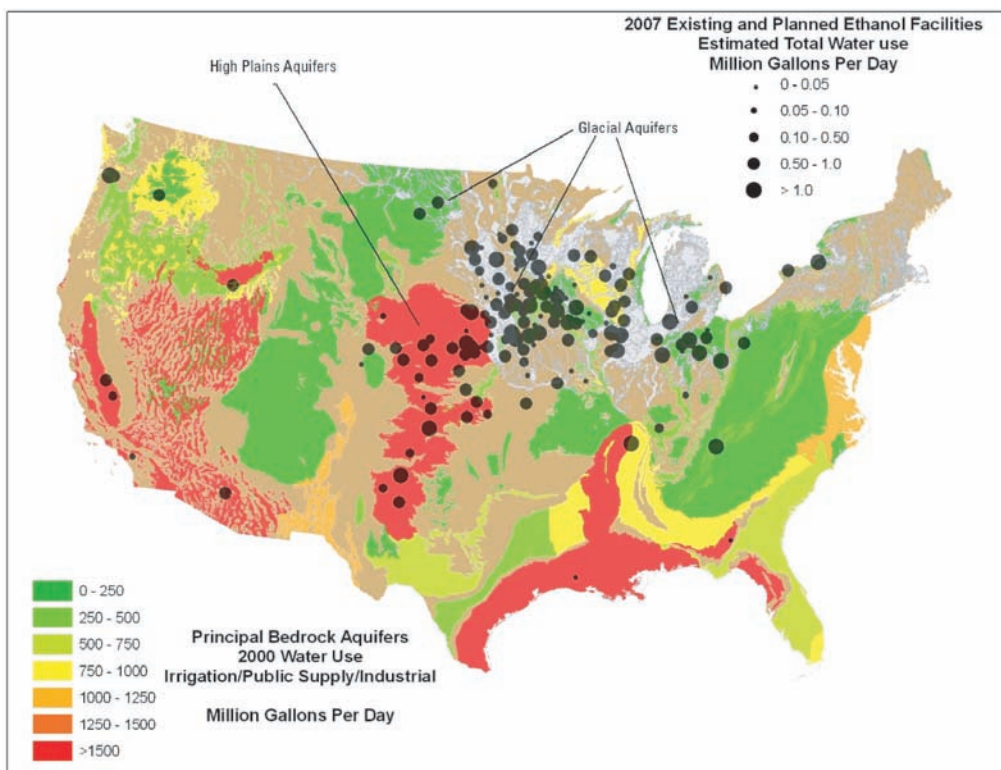 2007 Existing and Planned Ethanol Facilities
Estimated Total Water use
Million Gallons Per Day
0 - 0.05
0.05 - 0.10
0.10 - 0.50
0.50 - 1.0
> 1.0
High Plains Aquifers
Glacial Aquifers
0 - 250
250 - 500
500 - 750
750 - 1000
1000 - 1250
1250 - 1500
>1500
Principal Bedrock Aquifers
2000 Water Use
Irrigation/Public Supply/Industrial
Million Gallons Per Day